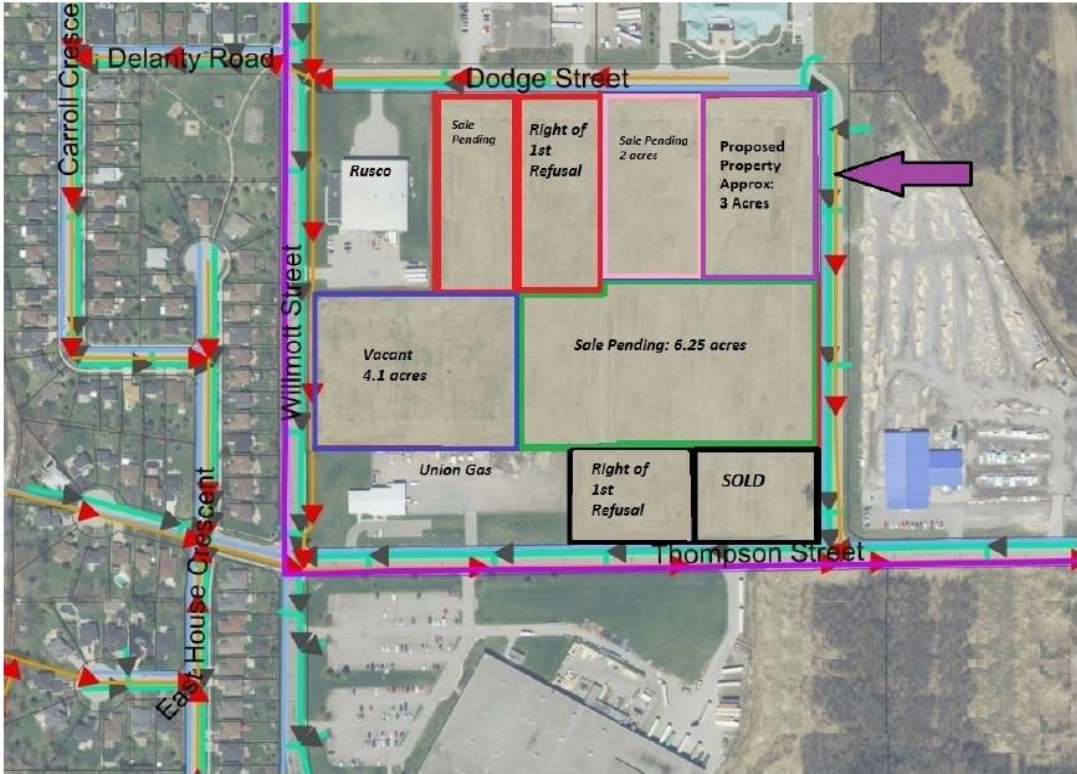 Carroll Cresce
Delanty Road
Dodge Street
Rusco
Sale
Pending
Right of
1st
Refusal
Sale Pending
2 acres
Proposed
Property
Approx:
3 Acres
Willmott Street
Vacant
4.1 acres
Sale Pending: 6.25 acres
Union Gas
Right of
1st
Refusal
SOLD
Thompson Street
East House Crescent